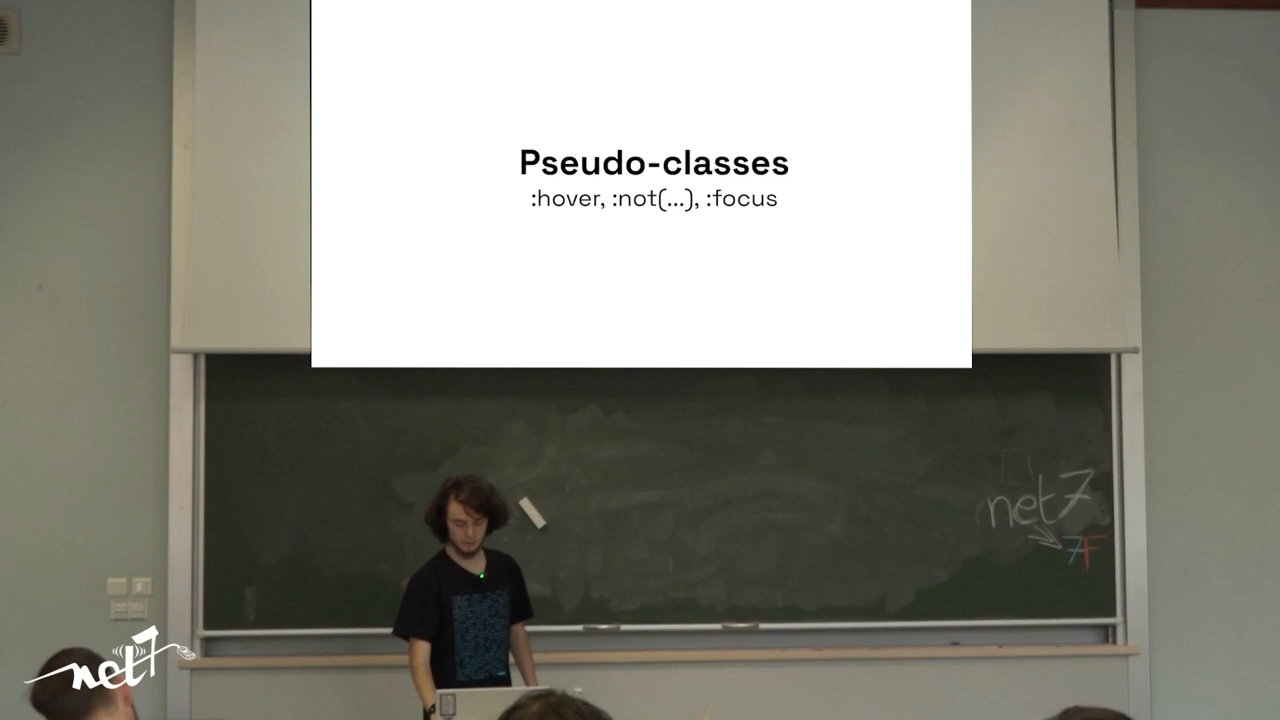 Pseudo-classes
:hover, :not(...), :focus
net7
7F
net7